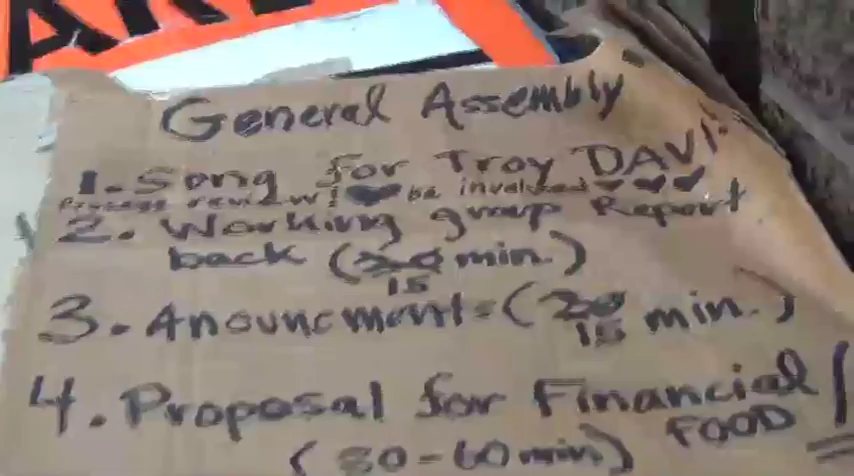 General Assembly
1. Song for Troy DAVI
Process review! be involved
2. Working group Report
back (20 min.)
15
3. Anouncments (20 min.)
15
4. Proposal for Financial
FOOD
(30-60 min)